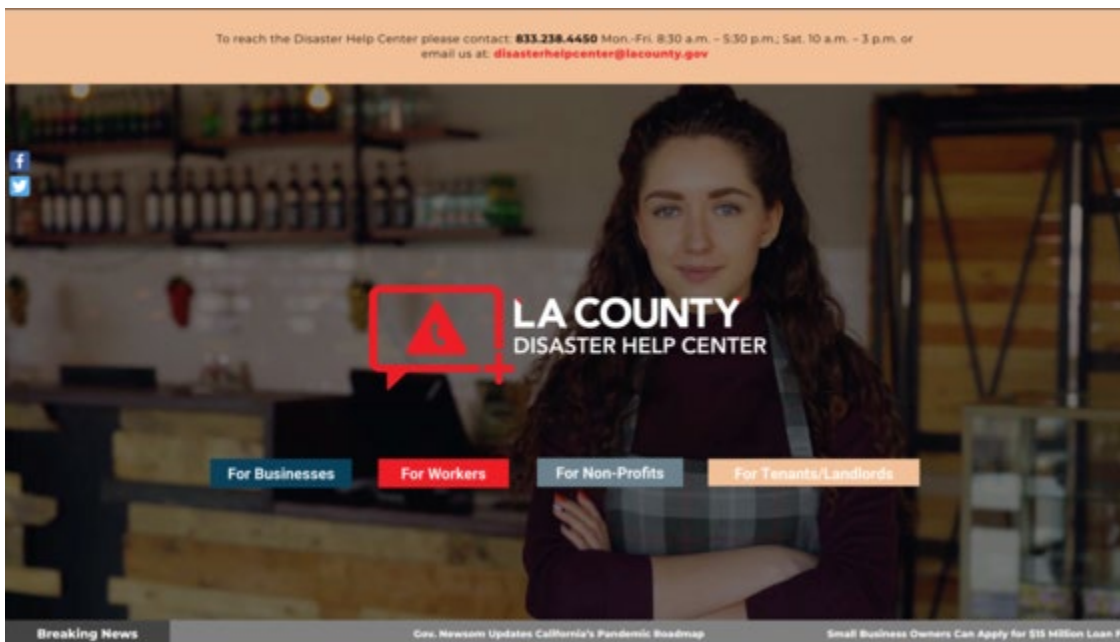 To reach the Disaster Help Center please contact: 833.238.4450 Mon.-Fri. 8:30 a.m. – 5:30 p.m.; Sat. 10 a.m. – 3 p.m. or
email us at: disasterhelpcenter@lacounty.gov
LA COUNTY
DISASTER HELP CENTER
For Businesses
For Workers
For Non-Profits
For Tenants/Landlords
Breaking News
Gov. Newsom Updates California's Pandemic Roadmap
Small Business Owners Can Apply for $15 Million Loa